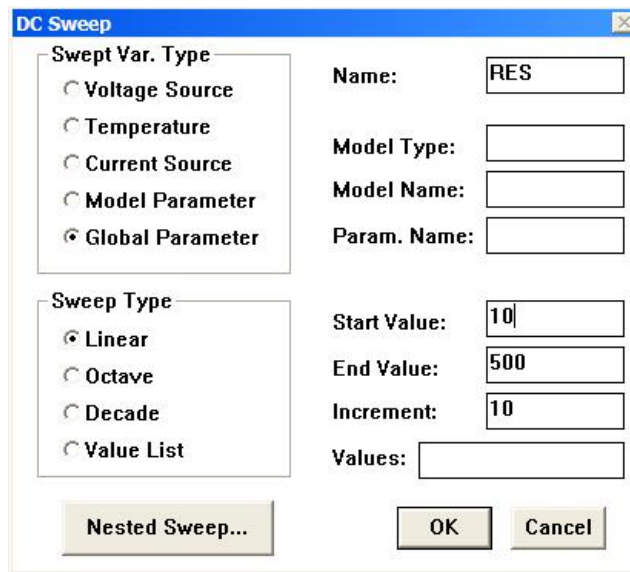 DC Sweep
Swept Var. Type
Voltage Source
Temperature
Current Source
Model Parameter
Global Parameter
Name: RES
Model Type:
Model Name:
Param. Name:
Sweep Type
Linear
Octave
Decade
Value List
Start Value: 10
End Value: 500
Increment: 10
Values:
Nested Sweep...
OK
Cancel